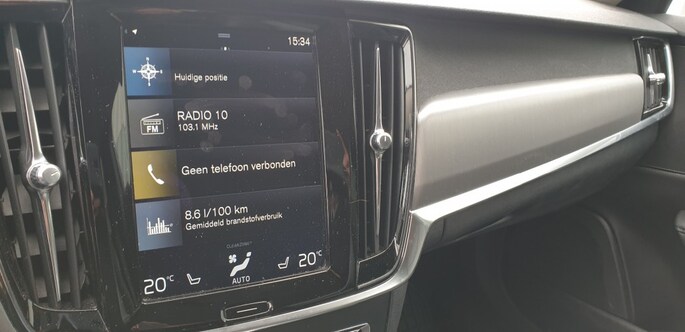 15:34
Huidige positie
RADIO 10
103.1 MHz
FM
Geen telefoon verbonden
8.6 l/100 km
Gemiddeld brandstofverbruik
CLEANZONE
20°C
AUTO
20°C